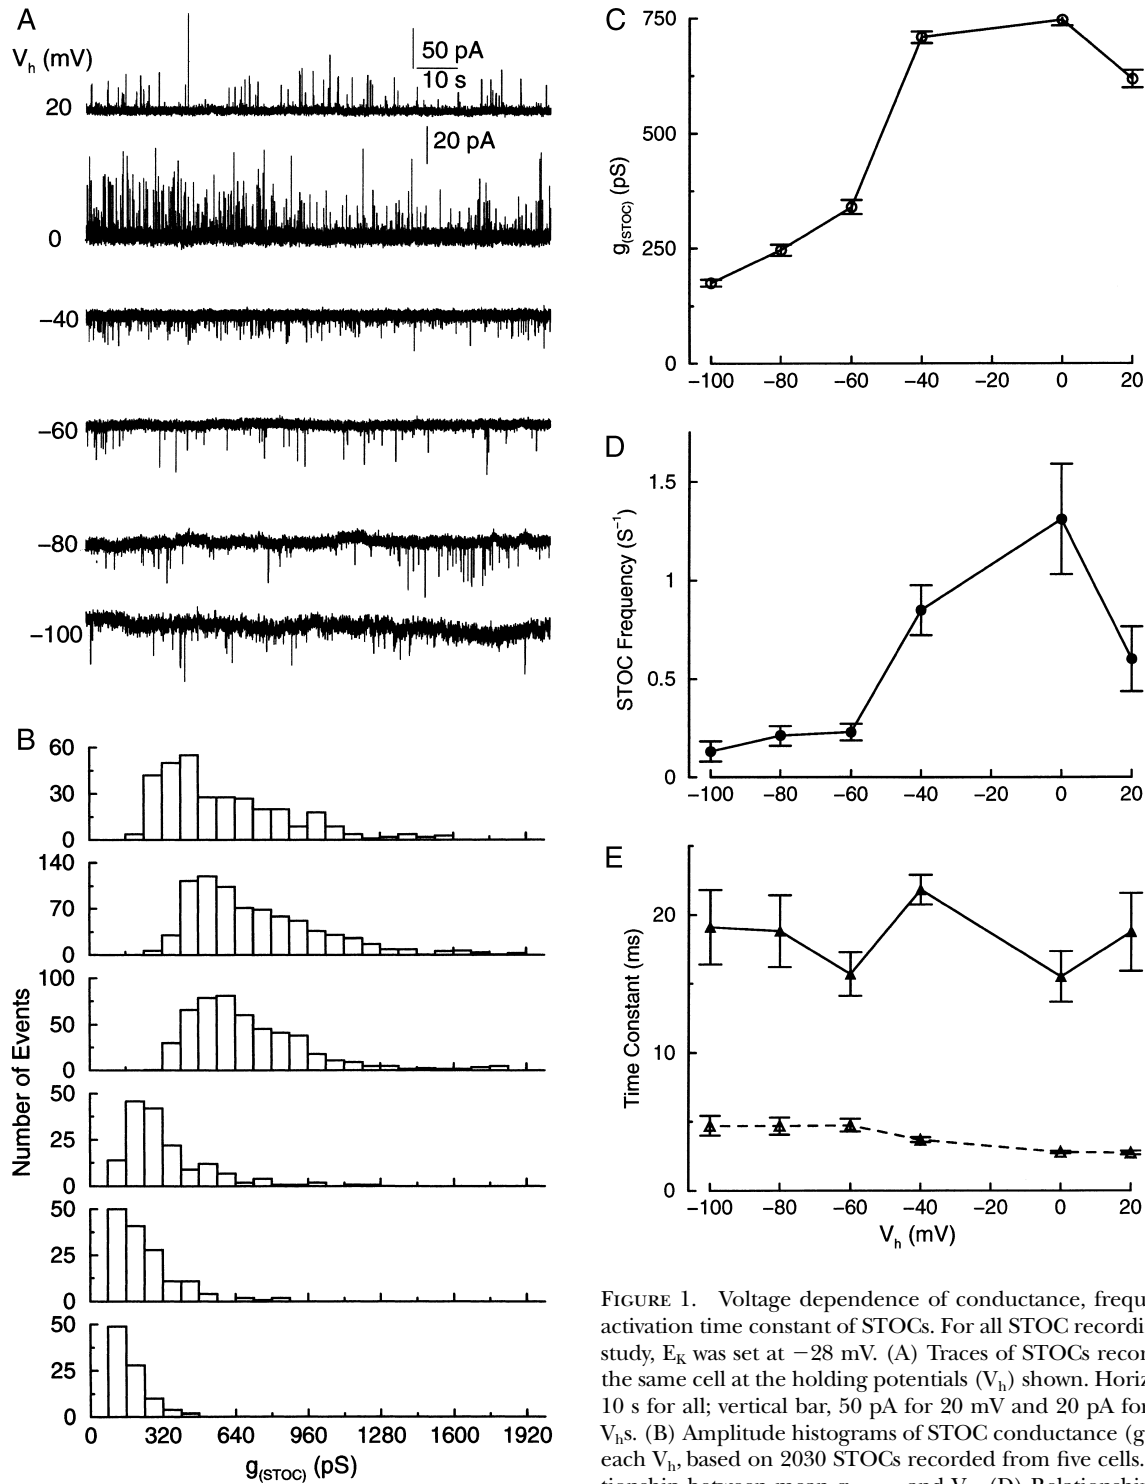 A
V_h (mV)
50 pA
10 s
20
20 pA
0
−40
−60
−80
−100
B
60
30
0
140
70
0
100
50
0
50
25
0
50
25
0
50
25
0
Number of Events
0 320 640 960 1280 1600 1920
g(STOC) (pS)
C
750
500
250
0
g(STOC) (pS)
−100 −80 −60 −40 −20 0 20
D
1.5
1
0.5
0
STOC Frequency (S⁻¹)
−100 −80 −60 −40 −20 0 20
E
20
10
0
Time Constant (ms)
−100 −80 −60 −40 −20 0 20
V_h (mV)
FIGURE 1. Voltage dependence of conductance, frequ
activation time constant of STOCs. For all STOC recordi
study, E_K was set at −28 mV. (A) Traces of STOCs recor
the same cell at the holding potentials (V_h) shown. Horiz
10 s for all; vertical bar, 50 pA for 20 mV and 20 pA for
V_hs. (B) Amplitude histograms of STOC conductance (g
each V_h, based on 2030 STOCs recorded from five cells.